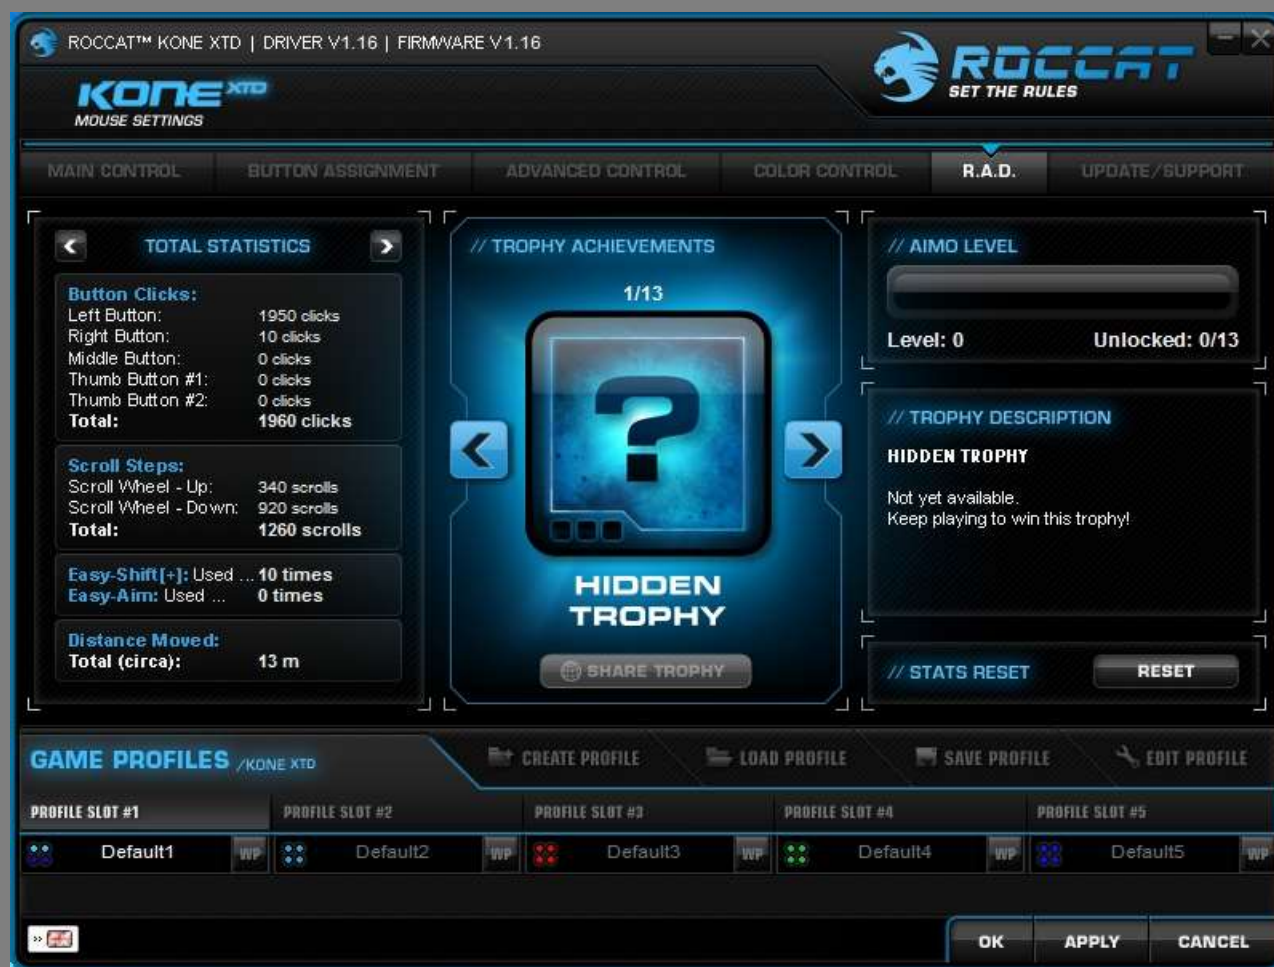 ROCCAT™ KONE XTD | DRIVER V1.16 | FIRMWARE V1.16
ROCCAT
SET THE RULES
KONE XTD
MOUSE SETTINGS
MAIN CONTROL BUTTON ASSIGNMENT ADVANCED CONTROL COLOR CONTROL R.A.D. UPDATE/SUPPORT
TOTAL STATISTICS
Button Clicks:
Left Button: 1950 clicks
Right Button: 10 clicks
Middle Button: 0 clicks
Thumb Button #1: 0 clicks
Thumb Button #2: 0 clicks
Total: 1960 clicks
Scroll Steps:
Scroll Wheel - Up: 340 scrolls
Scroll Wheel - Down: 920 scrolls
Total: 1260 scrolls
Easy-Shift[+]: Used ... 10 times
Easy-Aim: Used ... 0 times
Distance Moved:
Total (circa): 13 m
// TROPHY ACHIEVEMENTS
1/13
?
HIDDEN
TROPHY
SHARE TROPHY
// AIMO LEVEL
Level: 0 Unlocked: 0/13
// TROPHY DESCRIPTION
HIDDEN TROPHY
Not yet available.
Keep playing to win this trophy!
// STATS RESET RESET
GAME PROFILES /KONE XTD CREATE PROFILE LOAD PROFILE SAVE PROFILE EDIT PROFILE
PROFILE SLOT #1 PROFILE SLOT #2 PROFILE SLOT #3 PROFILE SLOT #4 PROFILE SLOT #5
Default1 WP Default2 WP Default3 WP Default4 WP Default5 WP
»
OK APPLY CANCEL